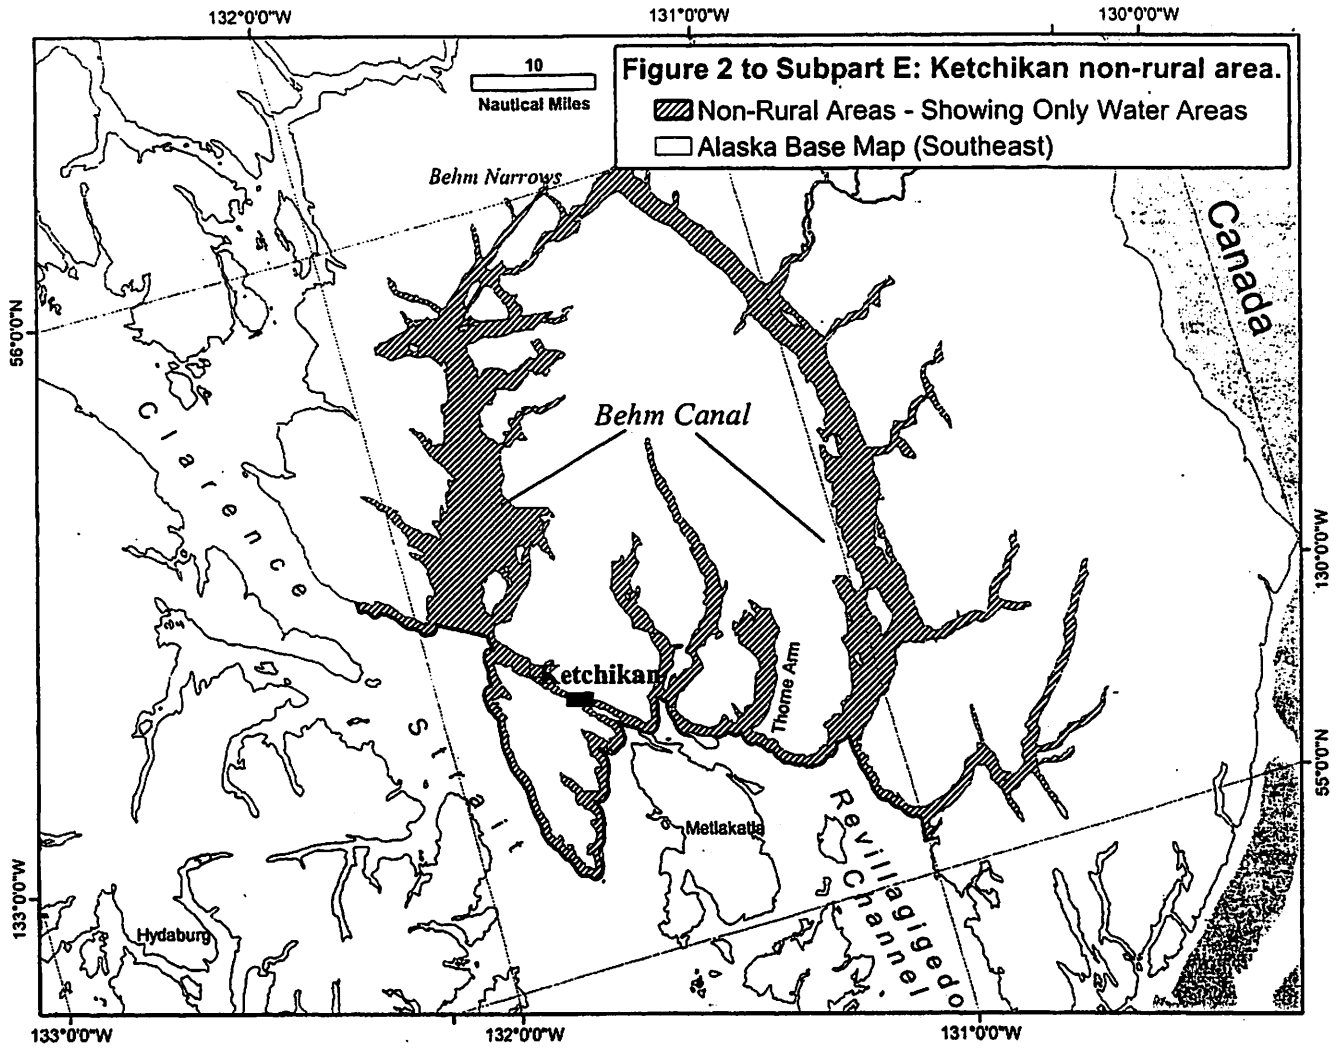 132°0'0"W
131°0'0"W
130°0'0"W
10
Nautical Miles
Figure 2 to Subpart E: Ketchikan non-rural area.
Non-Rural Areas - Showing Only Water Areas
Alaska Base Map (Southeast)
Behm Narrows
Canada
56°0'0"N
Clarence
Behm Canal
130°0'0"W
Ketchikan
Thorne Arm
Strait
55°0'0"N
Metlakatla
Revillagigedo
Channel
133°0'0"W
Hydaburg
133°0'0"W
132°0'0"W
131°0'0"W